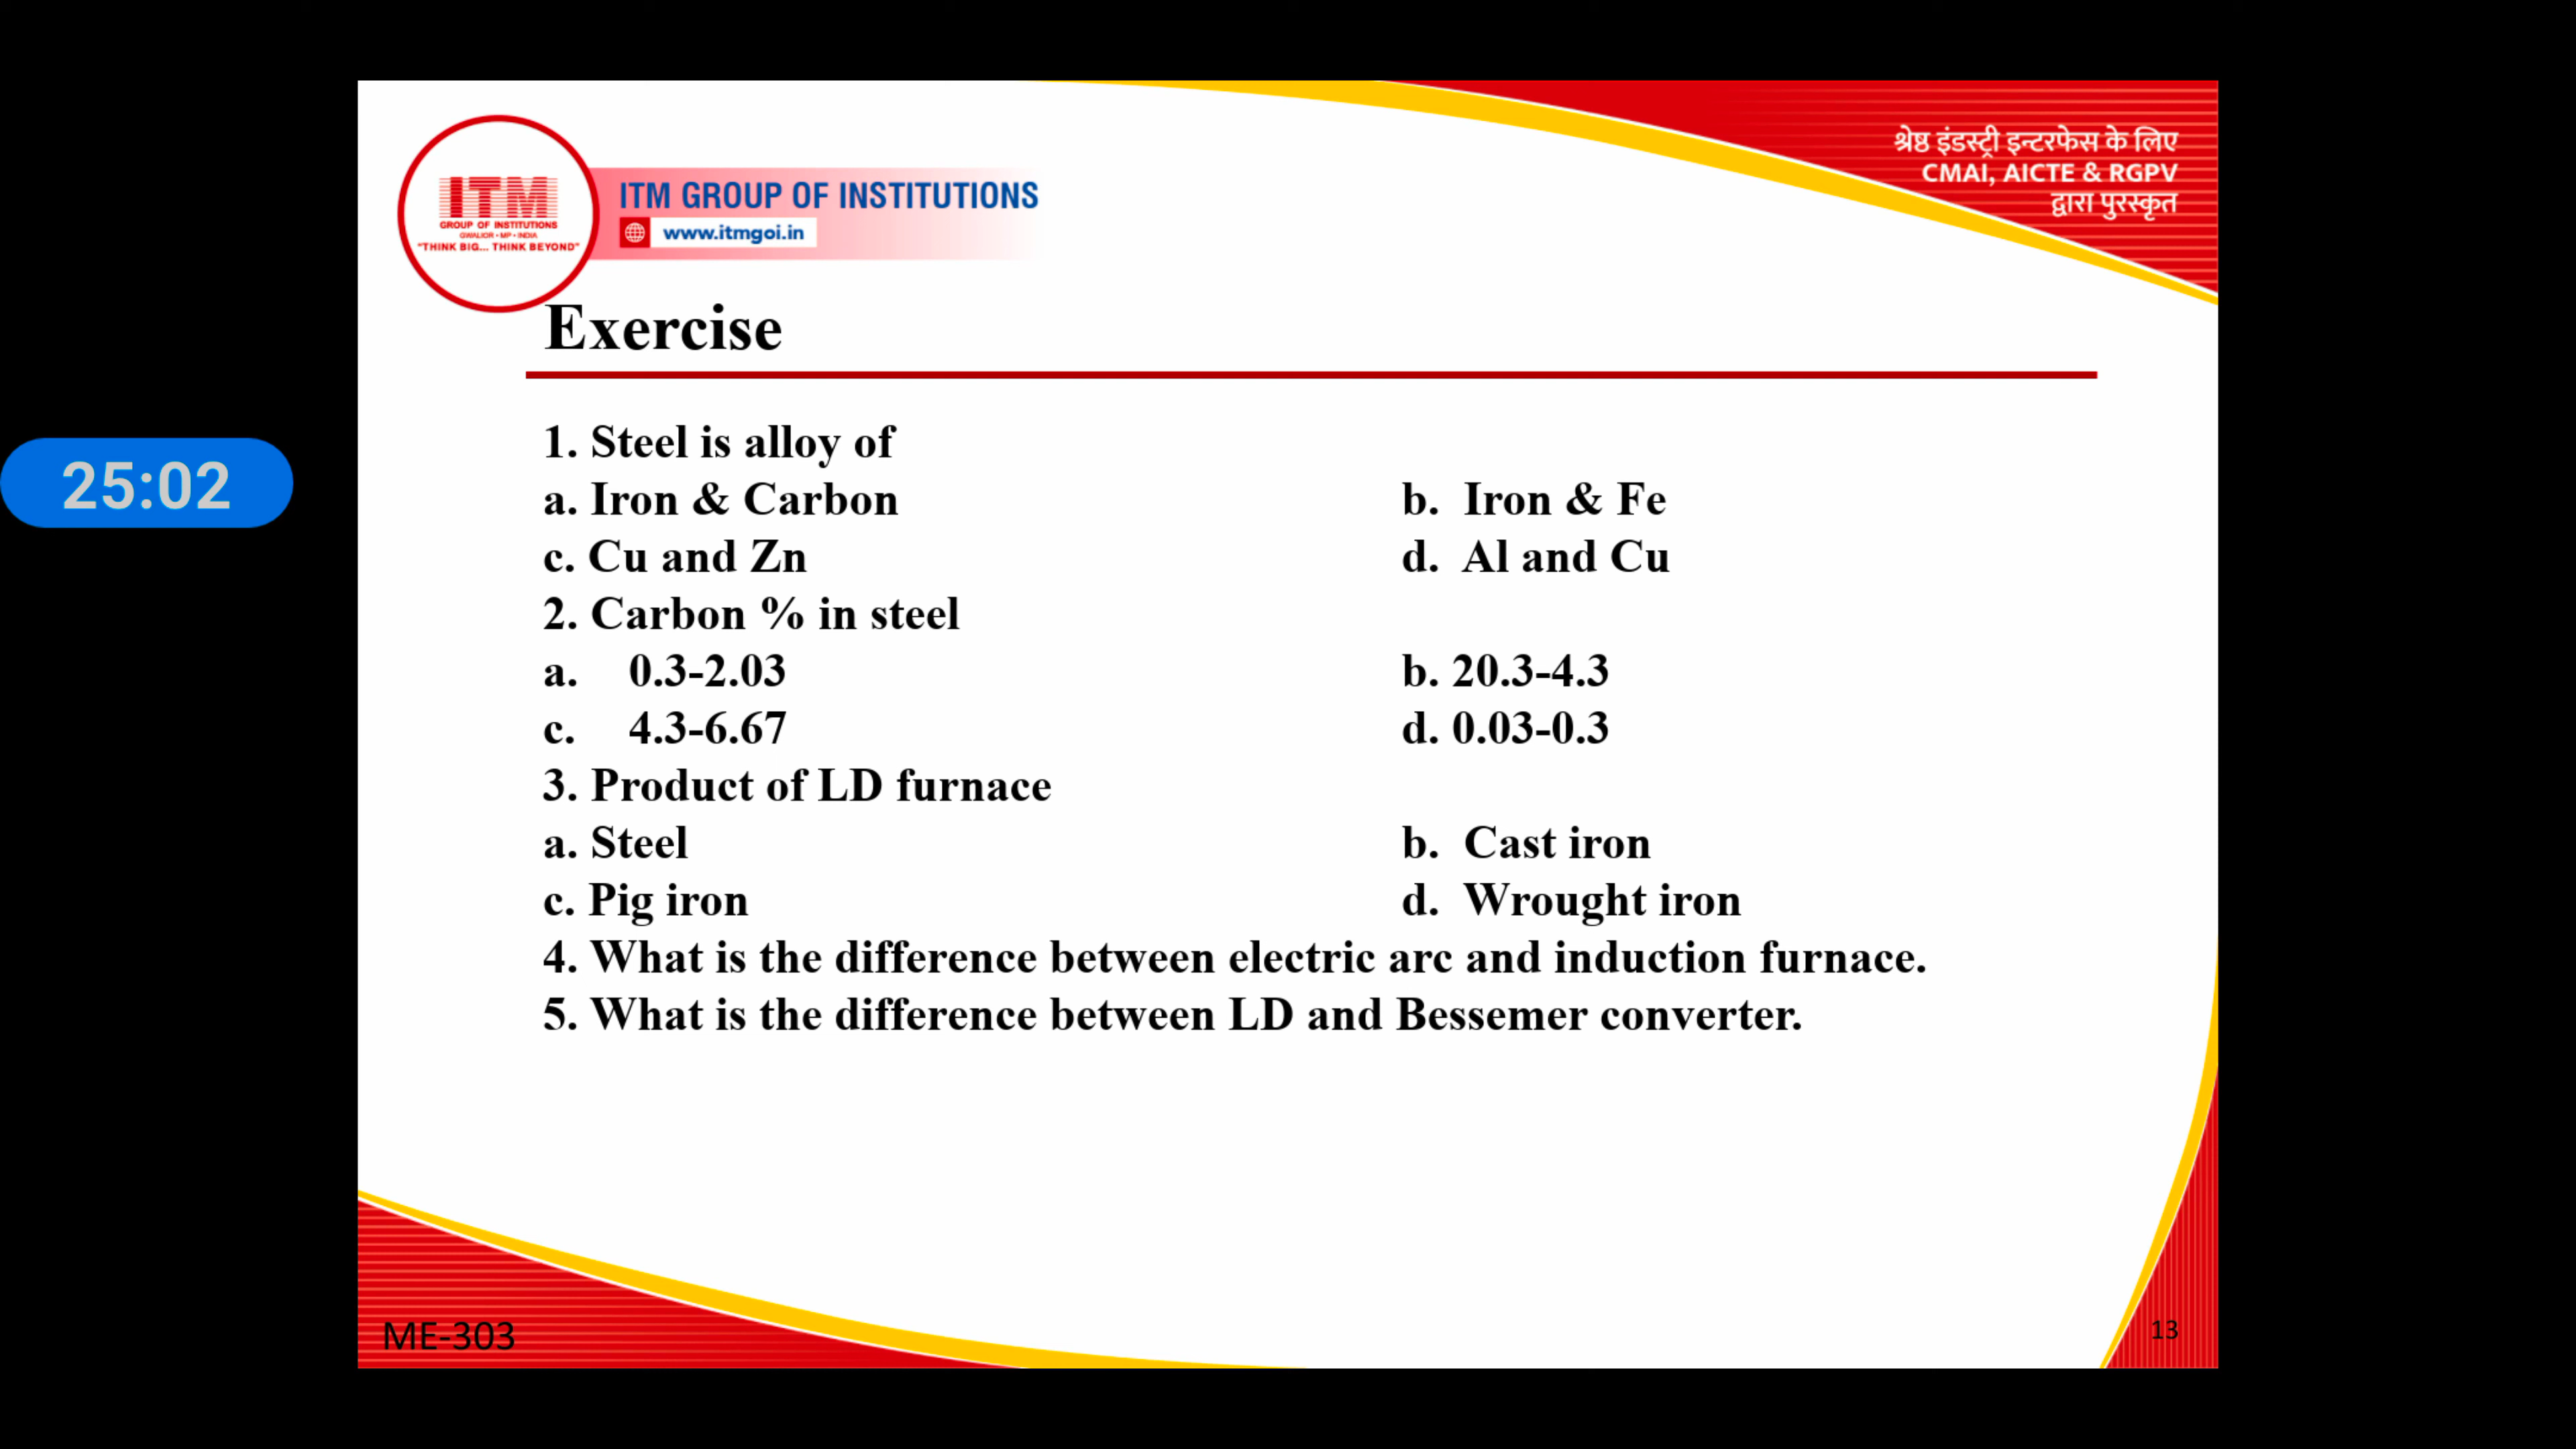 श्रेष्ठ इंडस्ट्री इन्टरफेस के लिए
CMAI, AICTE & RGPV
द्वारा पुरस्कृत
ITM
GROUP OF INSTITUTIONS
GWALIOR • MP • INDIA
"THINK BIG... THINK BEYOND"
ITM GROUP OF INSTITUTIONS
www.itmgoi.in
Exercise
25:02
1. Steel is alloy of
a. Iron & Carbon b. Iron & Fe
c. Cu and Zn d. Al and Cu
2. Carbon % in steel
a. 0.3-2.03 b. 20.3-4.3
c. 4.3-6.67 d. 0.03-0.3
3. Product of LD furnace
a. Steel b. Cast iron
c. Pig iron d. Wrought iron
4. What is the difference between electric arc and induction furnace.
5. What is the difference between LD and Bessemer converter.
ME-303
13